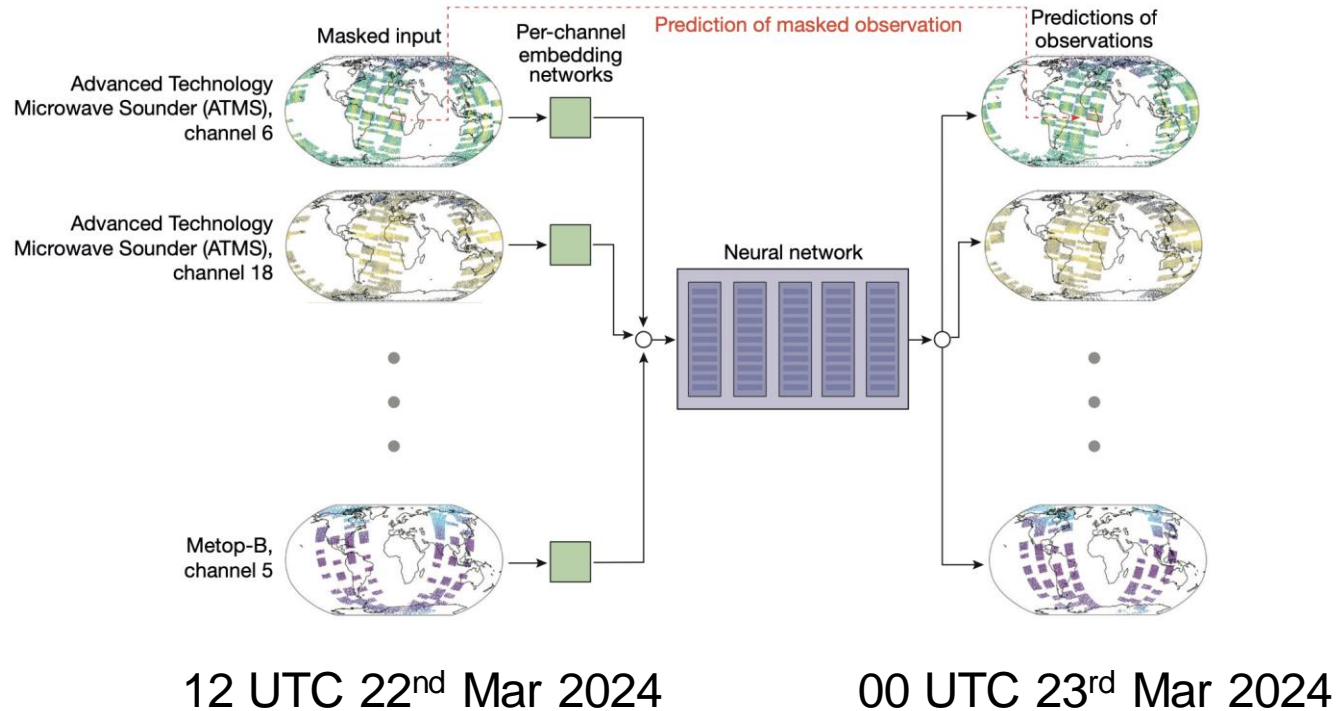 Masked input
Per-channel
embedding
networks
Prediction of masked observation
Predictions of
observations
Advanced Technology
Microwave Sounder (ATMS),
channel 6
Advanced Technology
Microwave Sounder (ATMS),
channel 18
Neural network
Metop-B,
channel 5
12 UTC 22nd Mar 2024
00 UTC 23rd Mar 2024